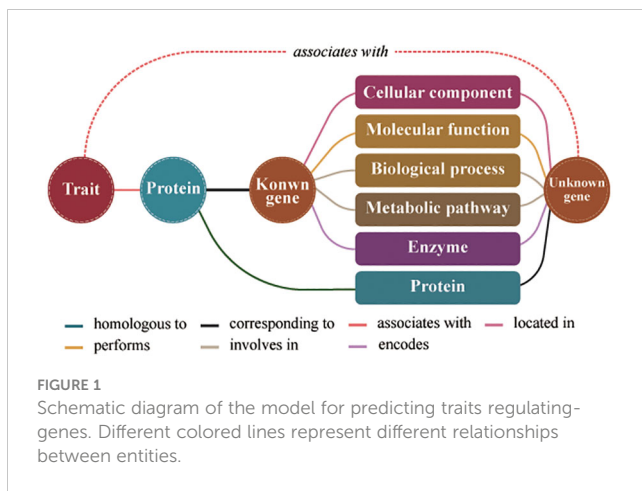 associates with
Cellular component
Molecular function
Biological process
Metabolic pathway
Enzyme
Protein
Trait
Protein
Konwn
gene
Unknown
gene
homologous to
corresponding to
associates with
located in
performs
involves in
encodes
FIGURE 1
Schematic diagram of the model for predicting traits regulating-
genes. Different colored lines represent different relationships
between entities.